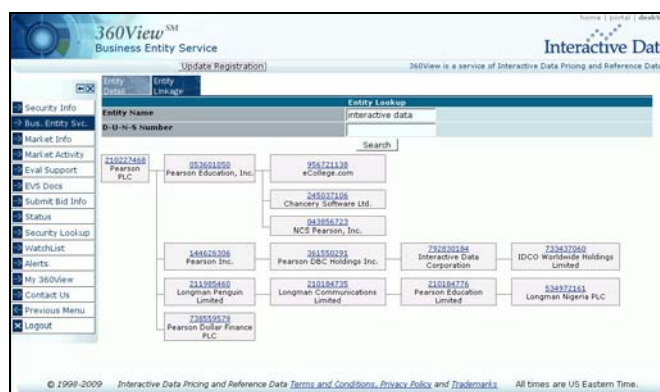 home | portal | deskt
360View SM
Business Entity Service
Interactive Dat
Update Registration
360View is a service of Interactive Data Pricing and Reference Data
Entity Detail
Entity Linkage
Entity Lookup
Entity Name
interactive data
D-U-N-S Number
Search
Security Info
Bus. Entity Svc.
Market Info
Market Activity
Eval Support
EVS Docs
Submit Bid Info
Status
Security Lookup
WatchList
Alerts
My 360View
Contact Us
Previous Menu
Logout
210227468
Pearson
PLC
053601050
Pearson Education, Inc.
956721138
eCollege.com
245037106
Chancery Software Ltd.
043856723
NCS Pearson, Inc.
144626306
Pearson Inc.
361550291
Pearson DBC Holdings Inc.
792830184
Interactive Data
Corporation
733437060
IDCO Worldwide Holdings
Limited
211985460
Longman Penguin
Limited
210184735
Longman Communications
Limited
210184776
Pearson Education
Limited
534972161
Longman Nigeria PLC
738559579
Pearson Dollar Finance
PLC
© 1998-2009 Interactive Data Pricing and Reference Data Terms and Conditions, Privacy Policy and Trademarks All times are US Eastern Time.